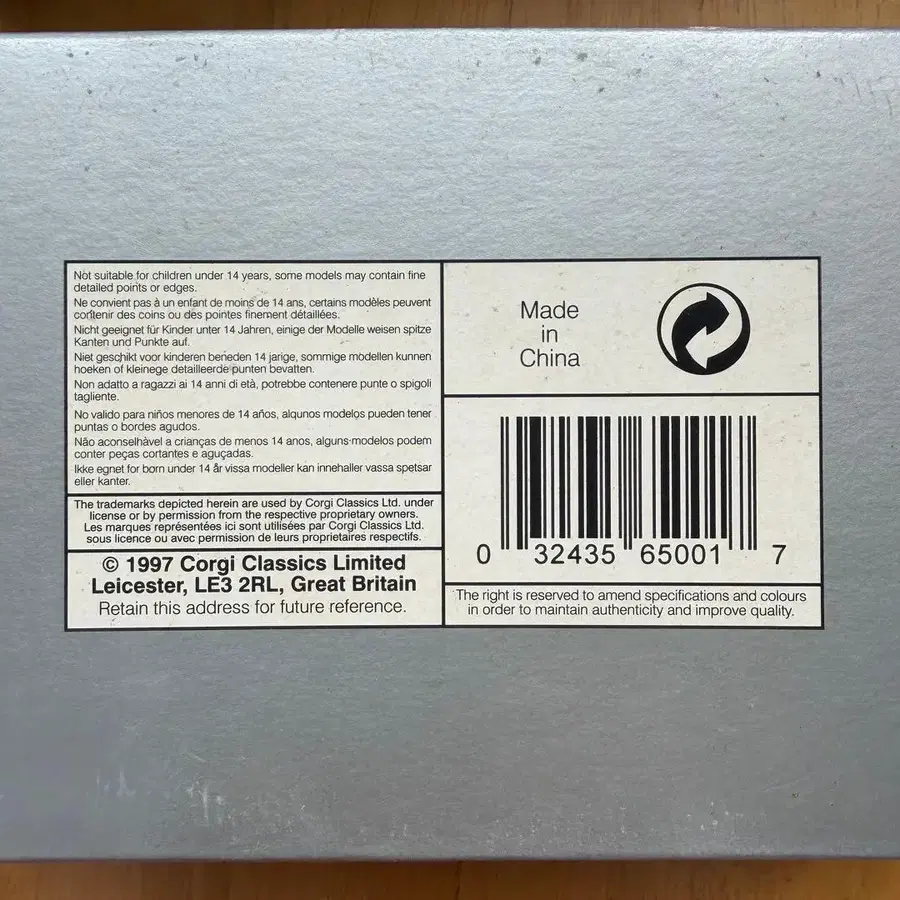 Not suitable for children under 14 years, some models may contain fine
detailed points or edges.
Ne convient pas à un enfant de moins de 14 ans, certains modèles peuvent
contenir des coins ou des pointes finement détaillées.
Nicht geeignet für Kinder unter 14 Jahren, einige der Modelle weisen spitze
Kanten und Punkte auf.
Niet geschikt voor kinderen beneden 14 jarige, sommige modellen kunnen
hoeken of kleinege detailleerde punten bevatten.
Non adatto a ragazzi ai 14 anni di età, potrebbe contenere punte o spigoli
tagliente.
No valido para niños menores de 14 años, alqunos modelos pueden tener
puntas o bordes agudos.
Não aconselhàvel a crianças de menos 14 anos, alguns modelos podem
conter peças cortantes e aguçadas.
Ikke egnet for born under 14 år vissa modelier kan innehaller vassa spetsar
eller kanter.
The trademarks depicted herein are used by Corgi Classics Ltd. under
license or by permission from the respective proprietary owners.
Les marques représentées ici sont utilisées par Corgi Classics Ltd.
sous licence ou avec permission de leurs proprietaires respectifs.
© 1997 Corgi Classics Limited
Leicester, LE3 2RL, Great Britain
Retain this address for future reference.
Made
in
China
0 32435 65001 7
The right is reserved to amend specifications and colours
in order to maintain authenticity and improve quality.